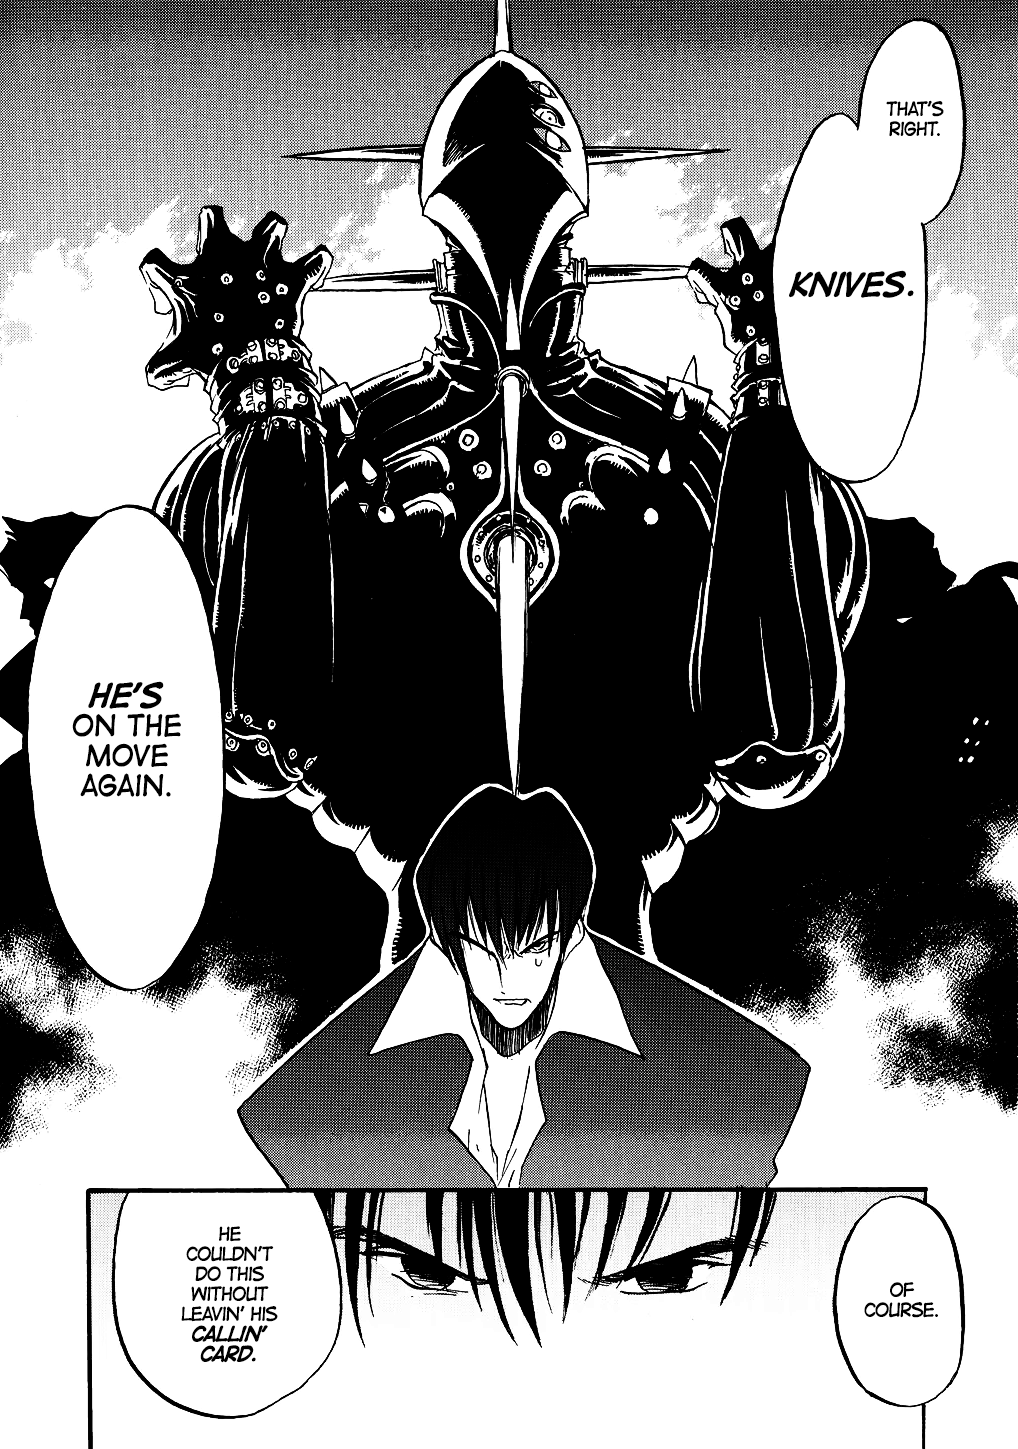 THAT'S
RIGHT.
KNIVES.
HE'S
ON THE
MOVE
AGAIN.
OF
COURSE.
HE
COULDN'T
DO THIS
WITHOUT
LEAVIN' HIS
CALLIN'
CARD.